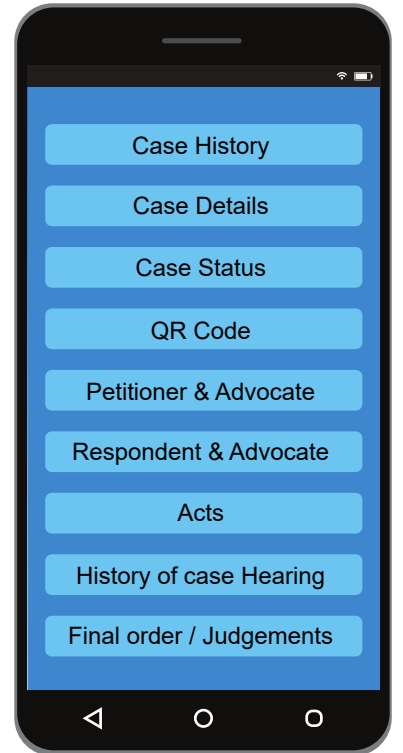 Case History
Case Details
Case Status
QR Code
Petitioner & Advocate
Respondent & Advocate
Acts
History of case Hearing
Final order / Judgements